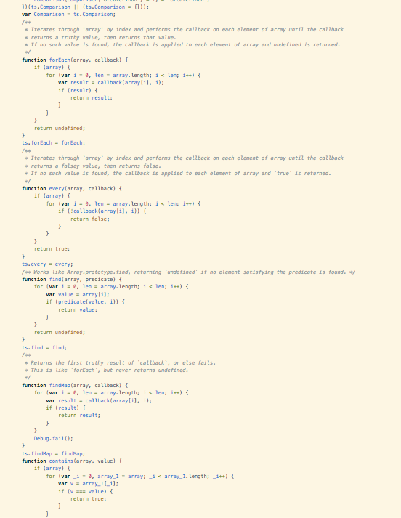 })(ts.Comparison || (ts.Comparison = {}));
var Comparison = ts.Comparison;
/**
 * Iterates through 'array' by index and performs the callback on each element of array until the callback
 * returns a truthy value, then returns that value.
 * If no such value is found, the callback is applied to each element of array and undefined is returned.
 */
function forEach(array, callback) {
    if (array) {
        for (var i = 0, len = array.length; i < len; i++) {
            var result = callback(array[i], i);
            if (result) {
                return result;
            }
        }
    }
    return undefined;
}
ts.forEach = forEach;
/**
 * Iterates through `array` by index and performs the callback on each element of array until the callback
 * returns a falsey value, then returns false.
 * If no such value is found, the callback is applied to each element of array and `true` is returned.
 */
function every(array, callback) {
    if (array) {
        for (var i = 0, len = array.length; i < len; i++) {
            if (!callback(array[i], i)) {
                return false;
            }
        }
    }
    return true;
}
ts.every = every;
/** Works like Array.prototype.find, returning `undefined` if no element satisfying the predicate is found. */
function find(array, predicate) {
    for (var i = 0, len = array.length; i < len; i++) {
        var value = array[i];
        if (predicate(value, i)) {
            return value;
        }
    }
    return undefined;
}
ts.find = find;
/**
 * Returns the first truthy result of `callback`, or else fails.
 * This is like `forEach`, but never returns undefined.
 */
function findMap(array, callback) {
    for (var i = 0, len = array.length; i < len; i++) {
        var result = callback(array[i], i);
        if (result) {
            return result;
        }
    }
    Debug.fail();
}
ts.findMap = findMap;
function contains(array, value) {
    if (array) {
        for (var _i = 0, array_1 = array; _i < array_1.length; _i++) {
            var v = array_1[_i];
            if (v === value) {
                return true;
            }
        }